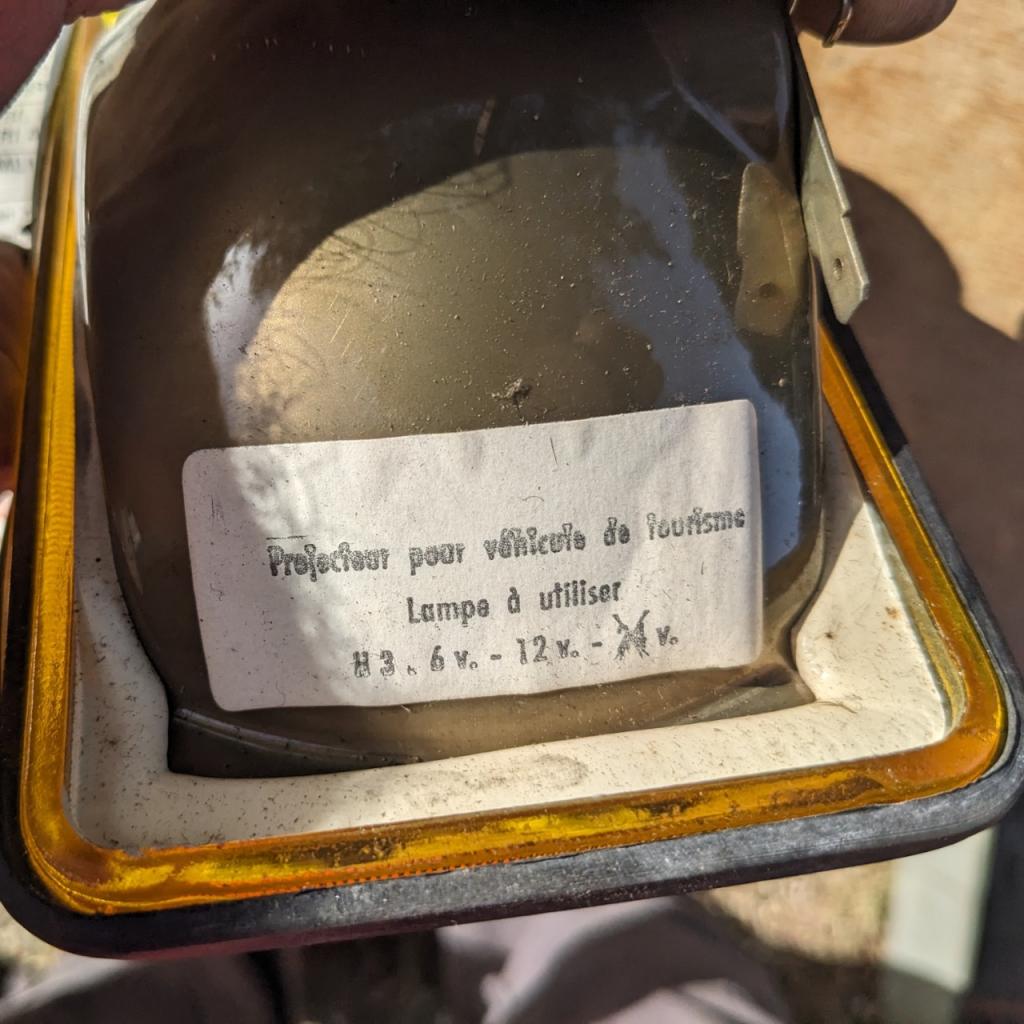 Projecteur pour véhicule de tourisme
Lampe à utiliser
H 3. 6 v. - 12 v. - v.